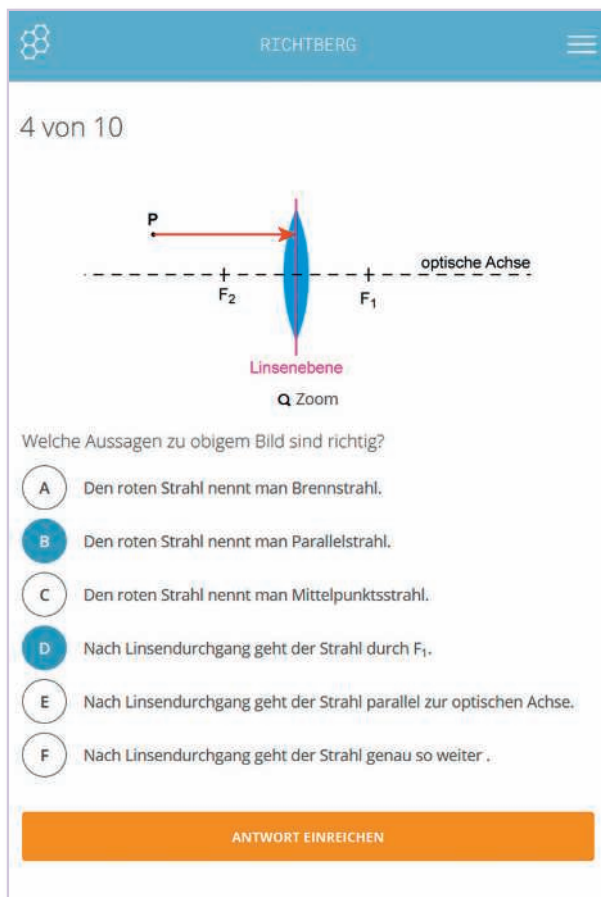 RICHTBERG
4 von 10
P
optische Achse
F₂
F₁
Linsenebene
Zoom
Welche Aussagen zu obigem Bild sind richtig?
A Den roten Strahl nennt man Brennstrahl.
B Den roten Strahl nennt man Parallelstrahl.
C Den roten Strahl nennt man Mittelpunktsstrahl.
D Nach Linsendurchgang geht der Strahl durch F₁.
E Nach Linsendurchgang geht der Strahl parallel zur optischen Achse.
F Nach Linsendurchgang geht der Strahl genau so weiter .
ANTWORT EINREICHEN